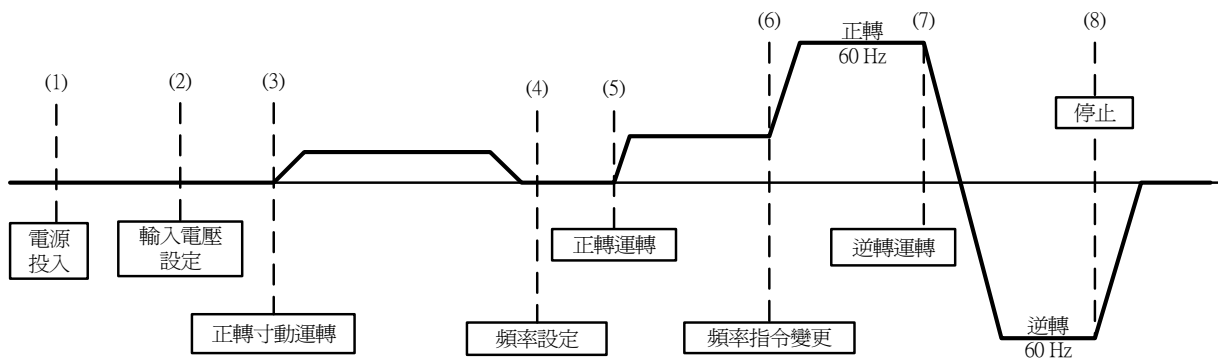 (1)
電源
投入
(2)
輸入電壓
設定
(3)
正轉寸動運轉
(4)
頻率設定
(5)
正轉運轉
(6)
頻率指令變更
正轉
60 Hz
(7)
逆轉運轉
(8)
停止
逆轉
60 Hz